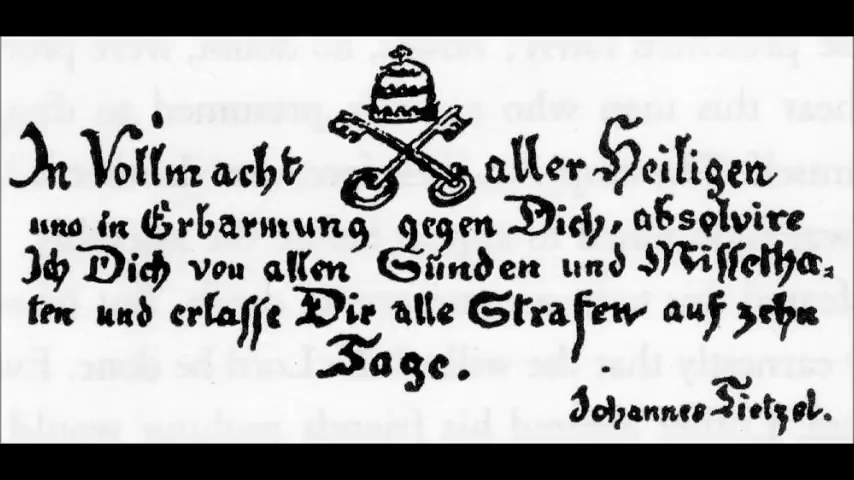 In Vollmacht aller Heiligen
und in Erbarmung gegen Dich, absolvire
Ich Dich von allen Sünden und Missetha=
ten und erlasse Dir alle Strafen auf zehn
Tage.
Johannes Tietzel.